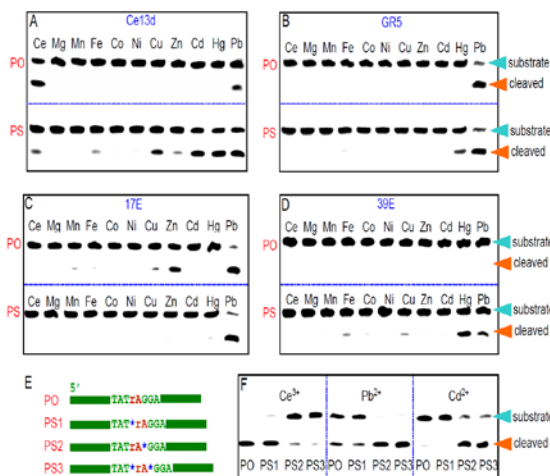 A Ce13d
Ce Mg Mn Fe Co Ni Cu Zn Cd Hg Pb
PO
PS
B GR5
Ce Mg Mn Fe Co Ni Cu Zn Cd Hg Pb
PO
substrate
cleaved
PS
substrate
cleaved
C 17E
Ce Mg Mn Fe Co Ni Cu Zn Cd Hg Pb
PO
PS
D 39E
Ce Mg Mn Fe Co Ni Cu Zn Cd Hg Pb
PO
substrate
cleaved
PS
substrate
cleaved
E 5'
PO TATrAGGA
PS1 TAT*rAGGA
PS2 TATrA*GGA
PS3 TAT*rA*GGA
F Ce3+ Pb2+ Cd2+
substrate
cleaved
PO PS1 PS2 PS3 PO PS1 PS2 PS3 PO PS1 PS2 PS3